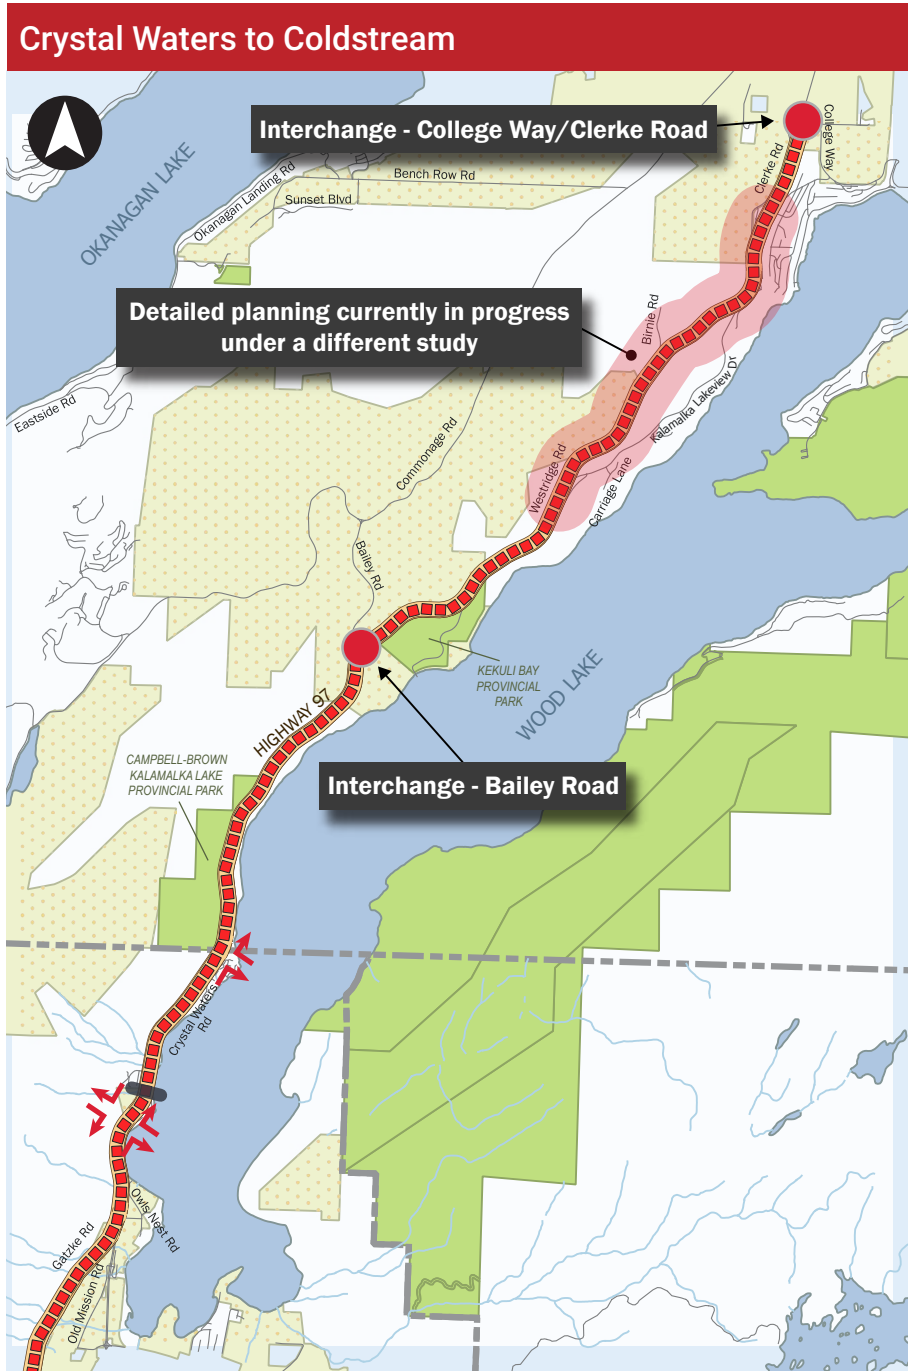 Crystal Waters to Coldstream
Interchange - College Way/Clerke Road
College Way
Clerke Rd
OKANAGAN LAKE
Okanagan Landing Rd
Bench Row Rd
Sunset Blvd
Detailed planning currently in progress
under a different study
Birnie Rd
Eastside Rd
Kalamalka Lakeview Dr
Commonage Rd
Westridge Rd
Carriage Lane
Bailey Rd
KEKULI BAY
PROVINCIAL
PARK
WOOD LAKE
HIGHWAY 97
CAMPBELL-BROWN
KALAMALKA LAKE
PROVINCIAL PARK
Interchange - Bailey Road
Crystal Waters
Rd
Owls Nest Rd
Gatzke Rd
Old Mission Rd